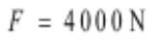 F = 4000 N